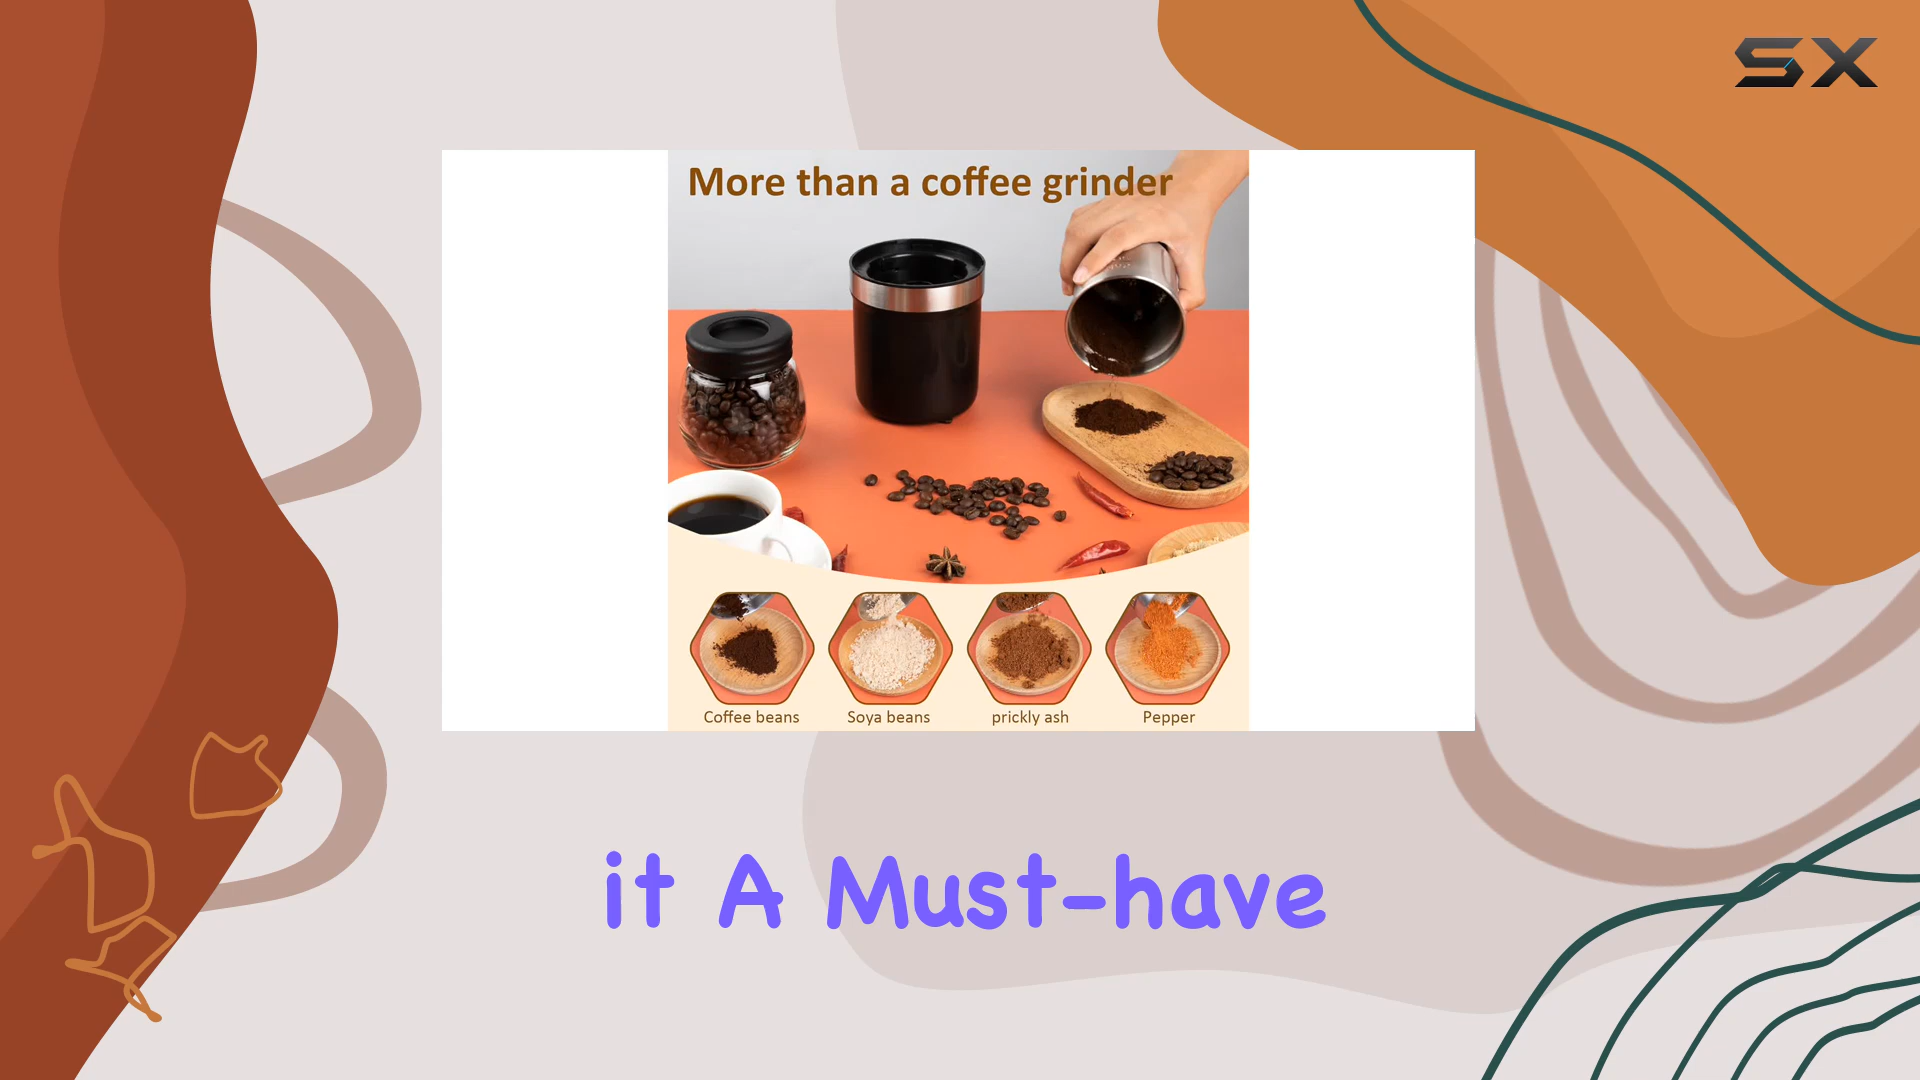 SX
More than a coffee grinder
Coffee beans
Soya beans
prickly ash
Pepper
it A Must-have